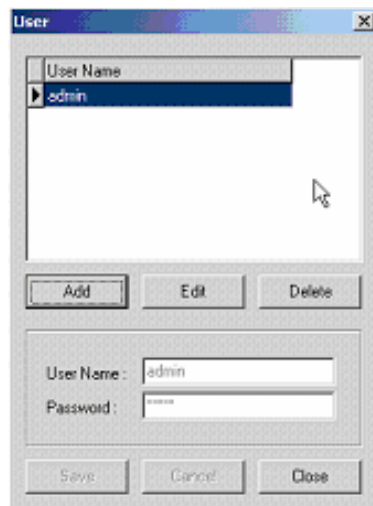 User
User Name
admin
Add Edit Delete
User Name : admin
Password : *****
Save Cancel Close